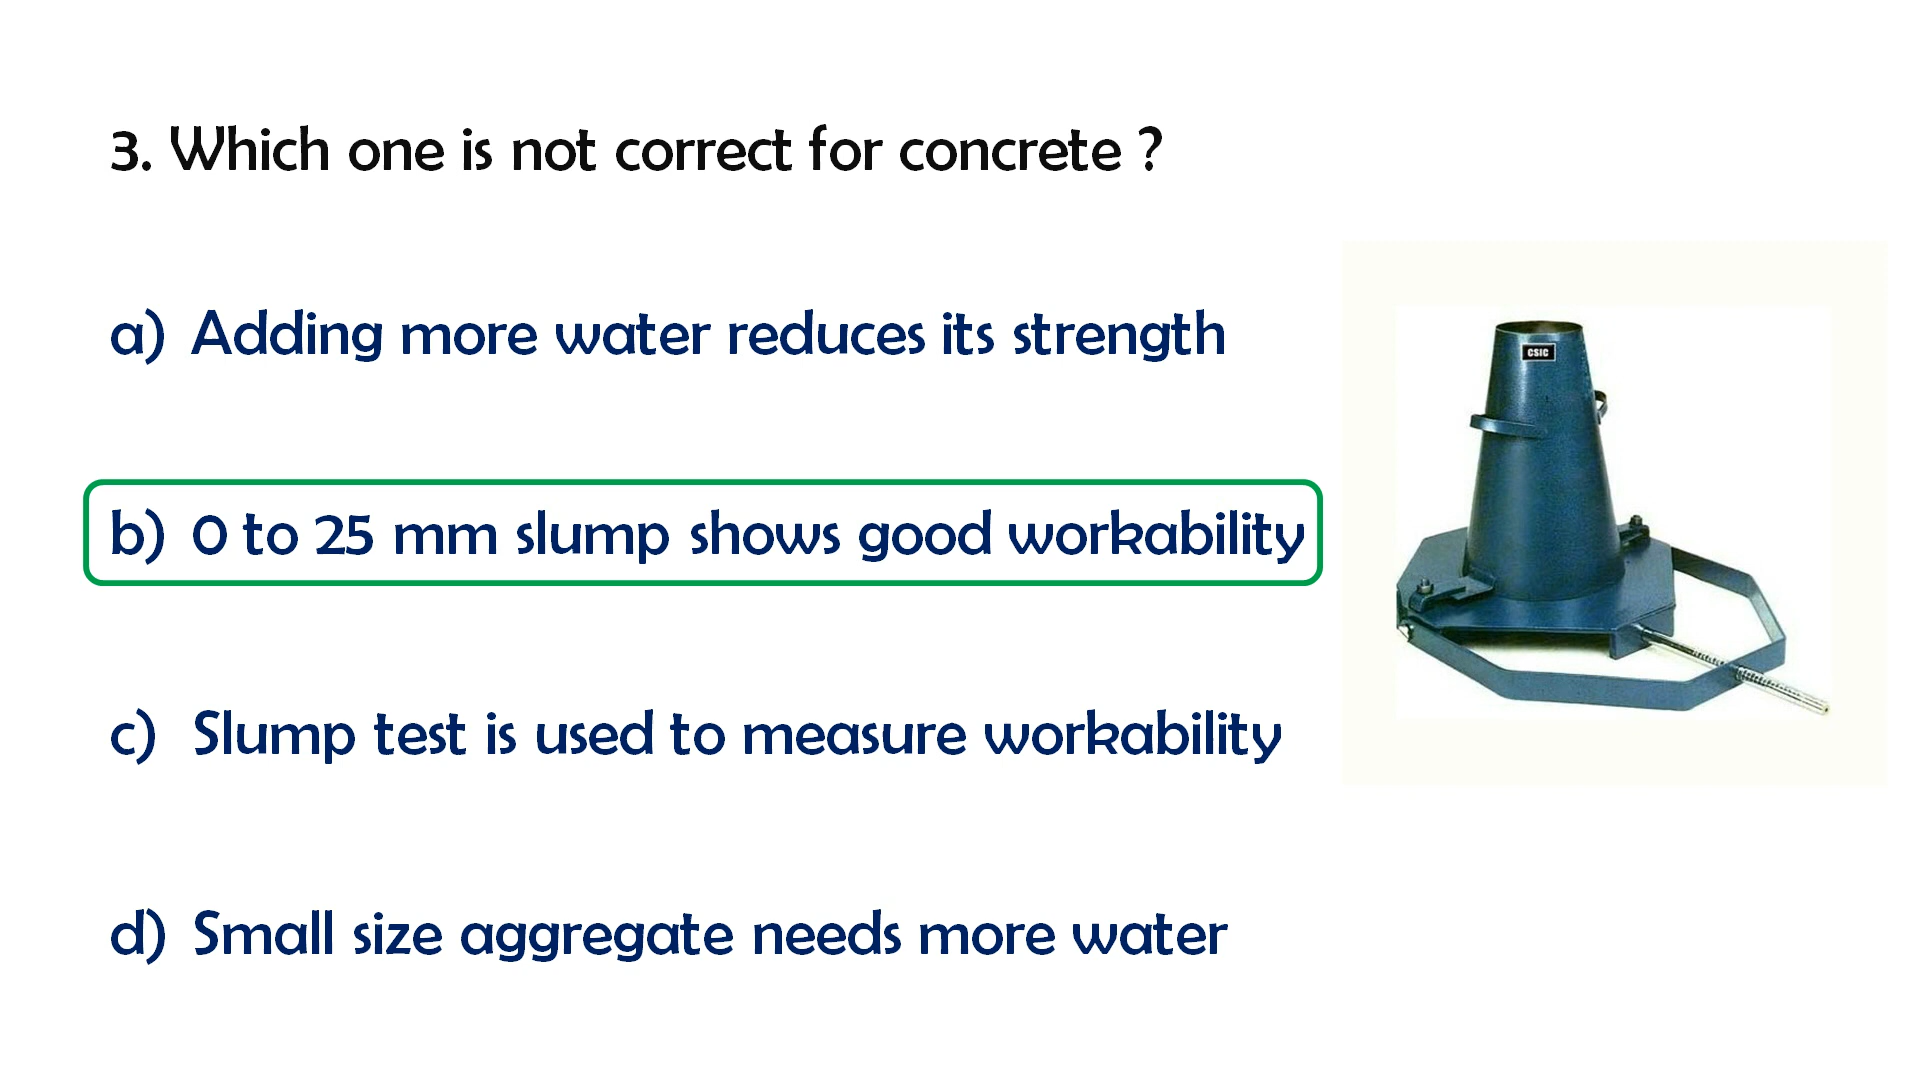 3. Which one is not correct for concrete ?
a) Adding more water reduces its strength
CSIC
b) 0 to 25 mm slump shows good workability
c) Slump test is used to measure workability
d) Small size aggregate needs more water